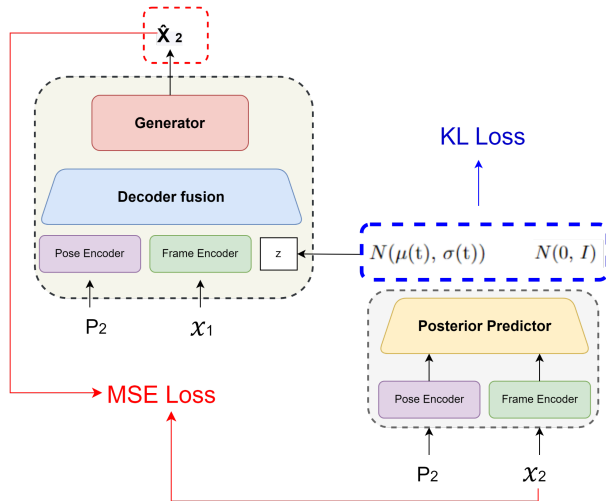 X̂ 2
Generator
Decoder fusion
Pose Encoder
Frame Encoder
z
P2
x1
MSE Loss
KL Loss
N(μ(t), σ(t))
N(0, I)
Posterior Predictor
Pose Encoder
Frame Encoder
P2
x2